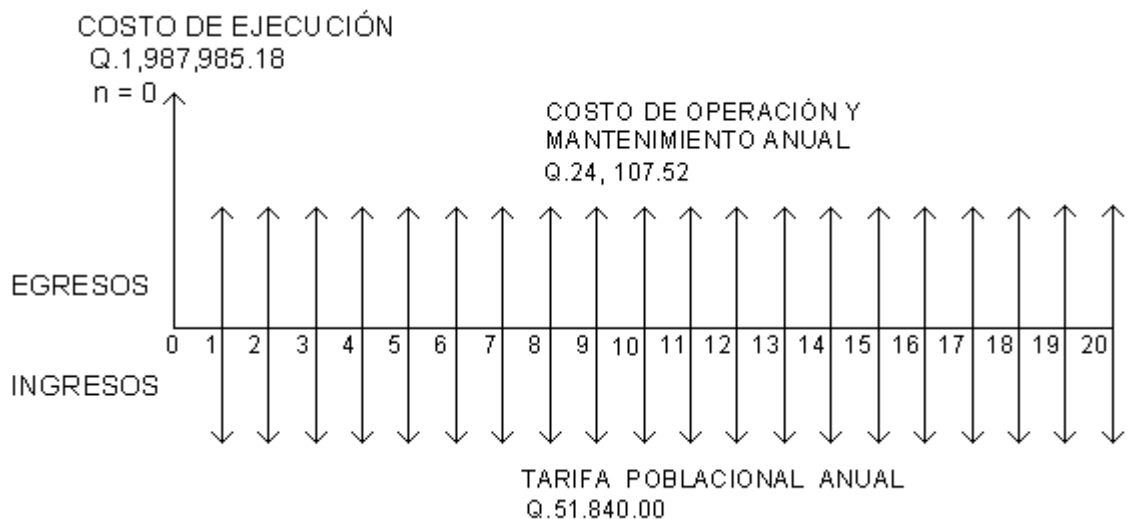 COSTO DE EJECUCIÓN
Q.1,987,985.18
n = 0
COSTO DE OPERACIÓN Y
MANTENIMIENTO ANUAL
Q.24, 107.52
EGRESOS
0 1 2 3 4 5 6 7 8 9 10 11 12 13 14 15 16 17 18 19 20
INGRESOS
TARIFA POBLACIONAL ANUAL
Q.51.840.00